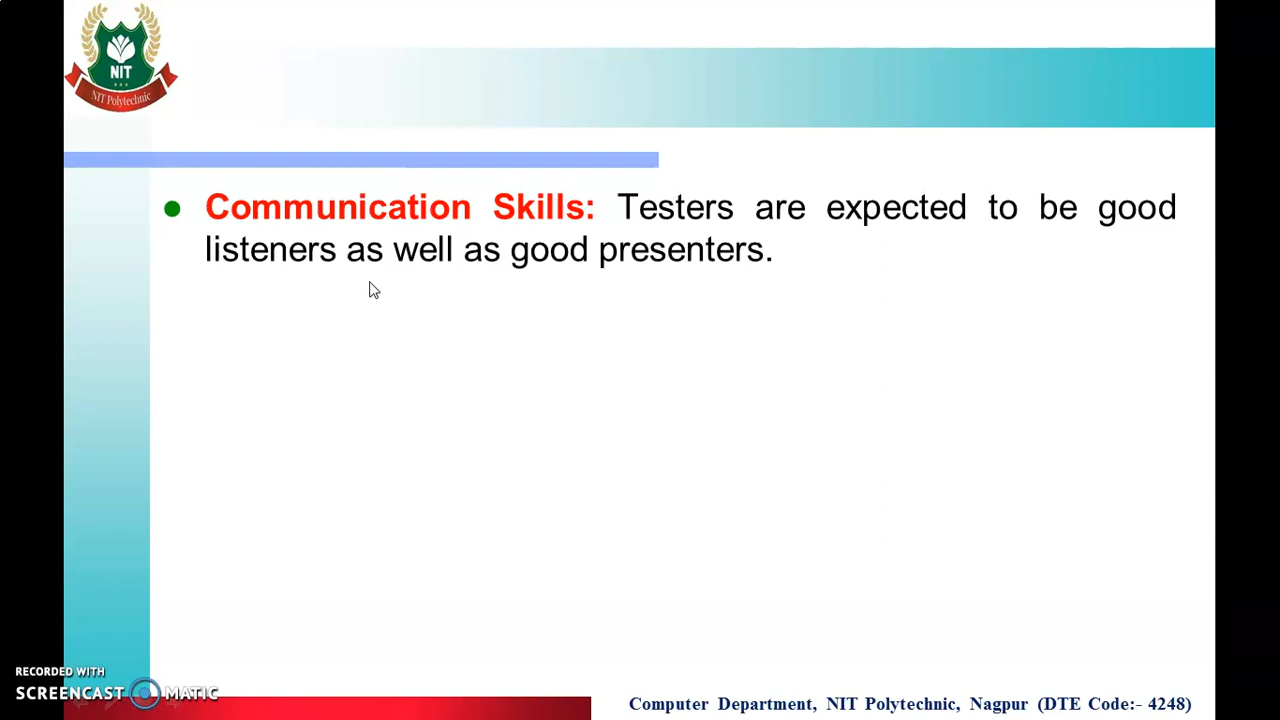 NIT
NIT Polytechnic
Communication Skills: Testers are expected to be good
listeners as well as good presenters.
RECORDED WITH
SCREENCAST MATIC
Computer Department, NIT Polytechnic, Nagpur (DTE Code:- 4248)